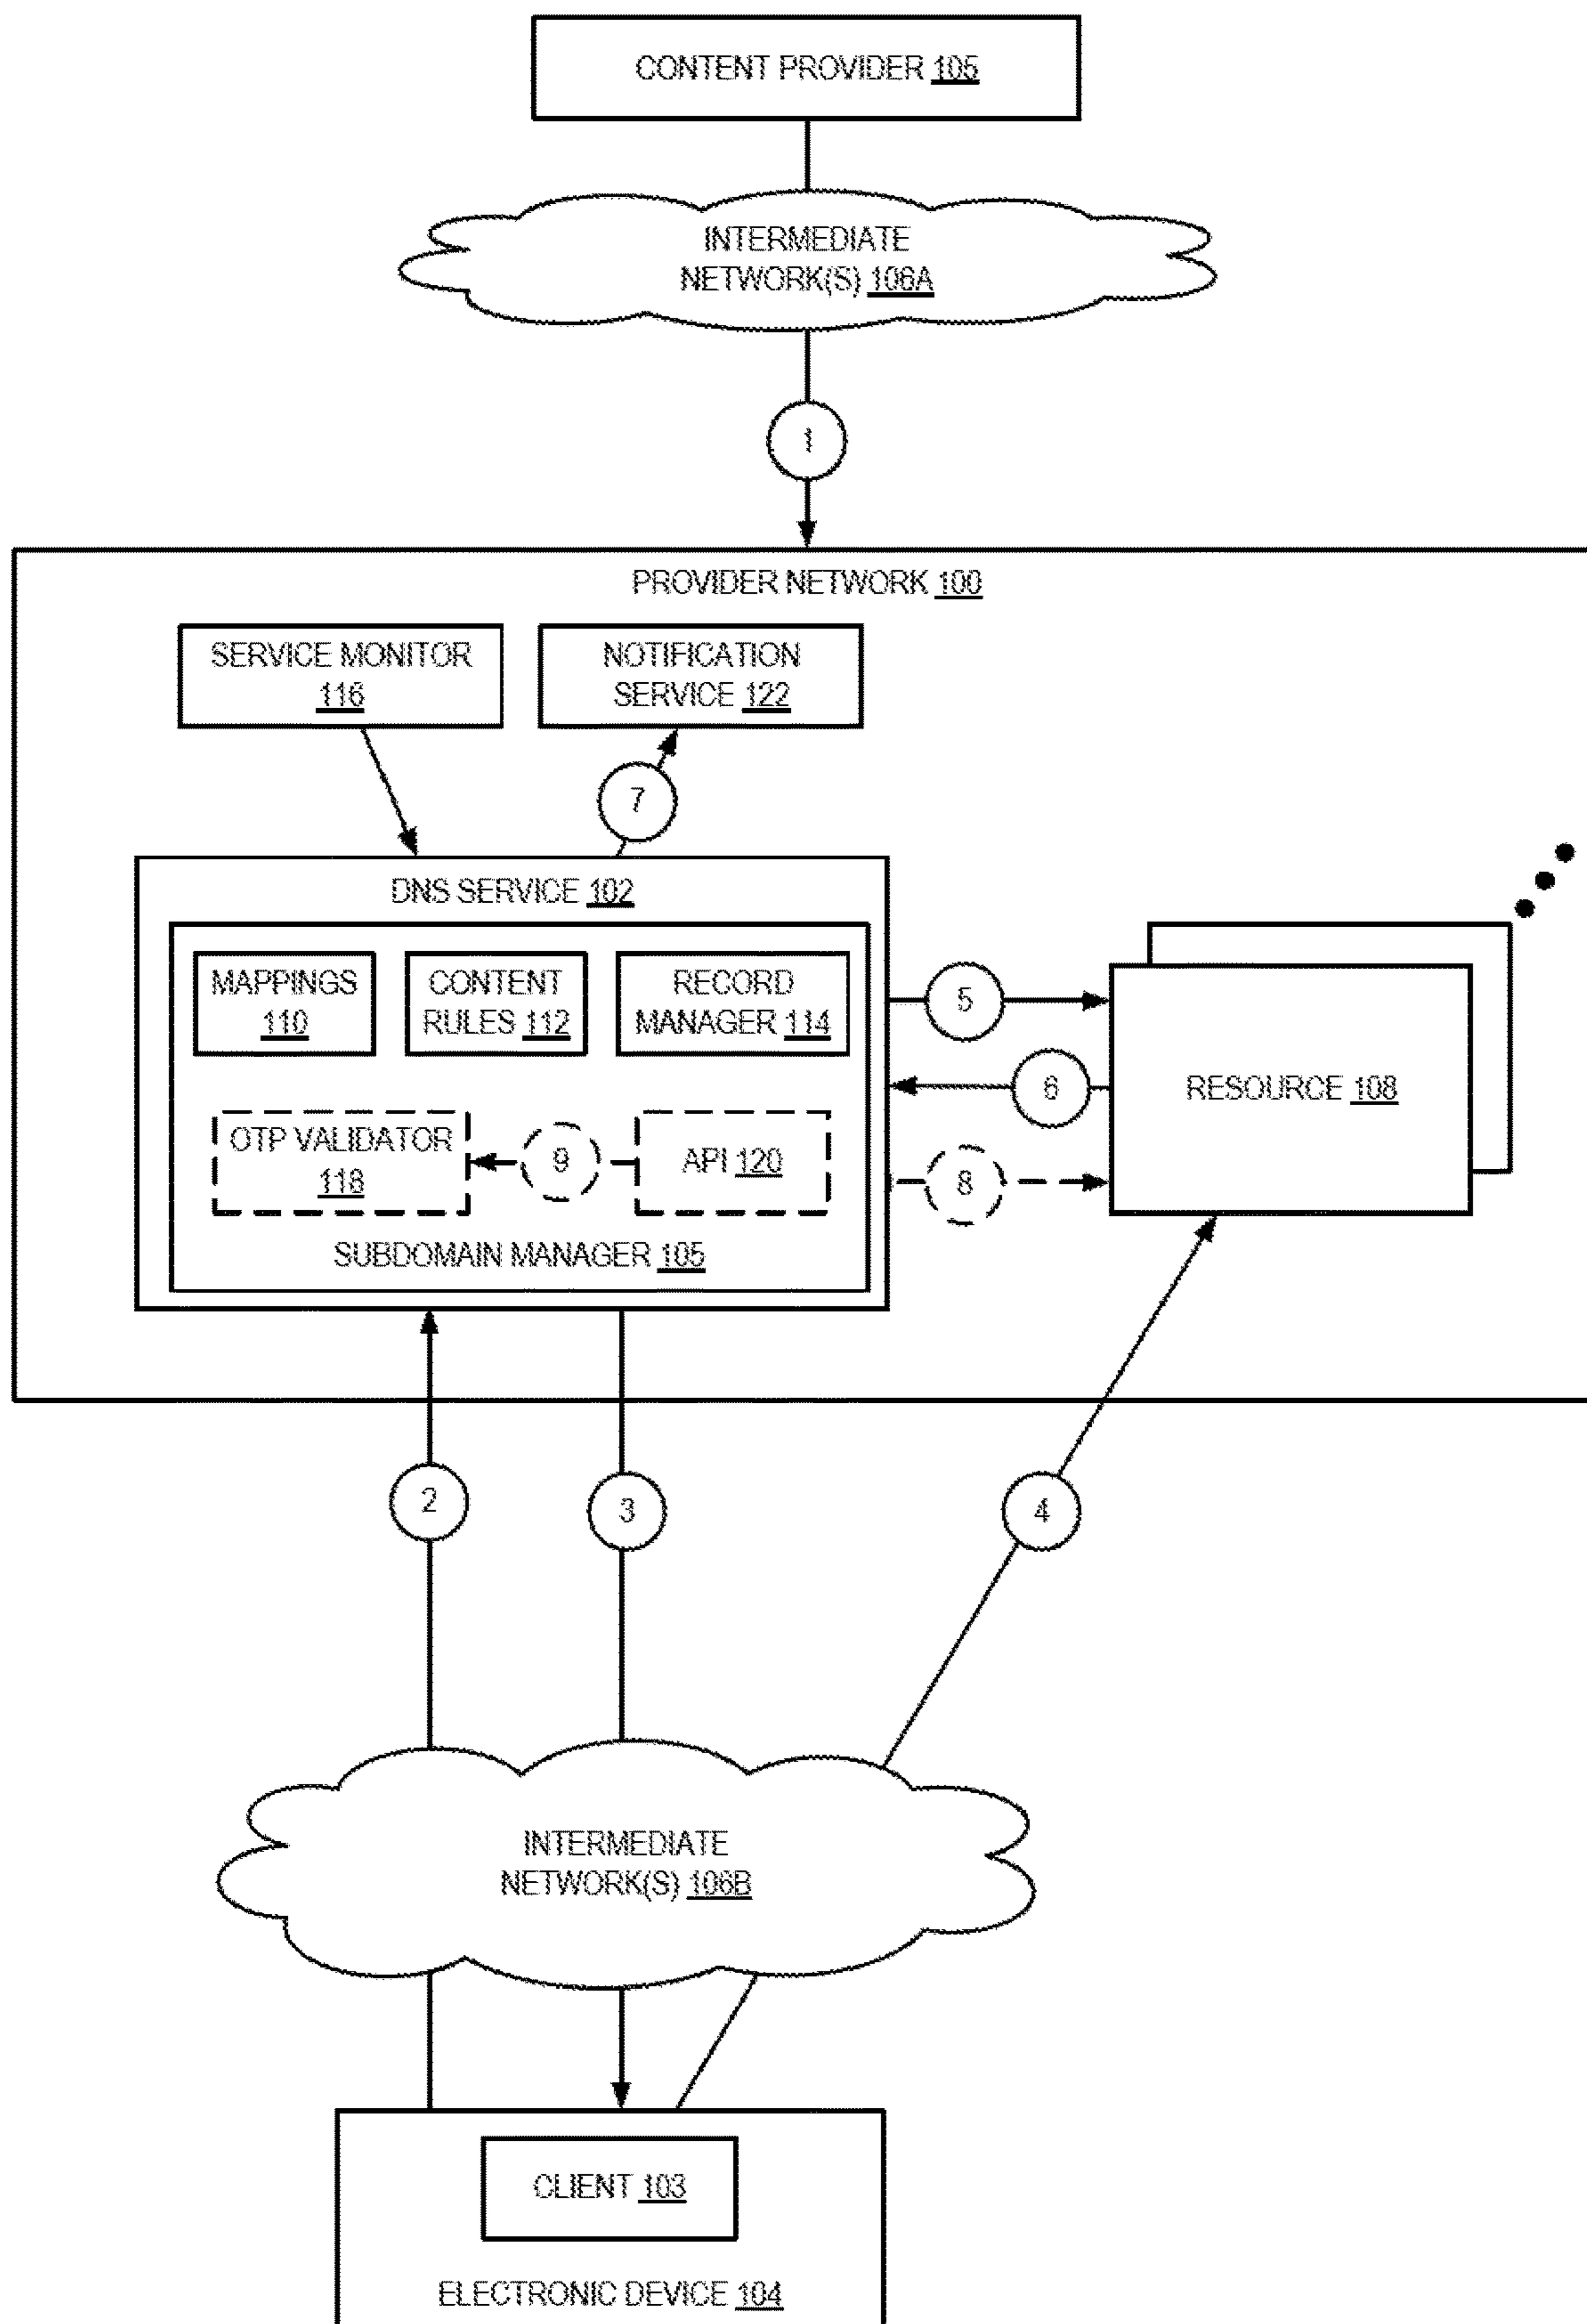 CONTENT PROVIDER 105
INTERMEDIATE
NETWORK(S) 106A
1
PROVIDER NETWORK 100
SERVICE MONITOR
116
NOTIFICATION
SERVICE 122
7
DNS SERVICE 102
MAPPINGS
110
CONTENT
RULES 112
RECORD
MANAGER 114
5
6
RESOURCE 108
OTP VALIDATOR
118
9
API 120
8
SUBDOMAIN MANAGER 105
2
3
4
INTERMEDIATE
NETWORK(S) 106B
CLIENT 103
ELECTRONIC DEVICE 104